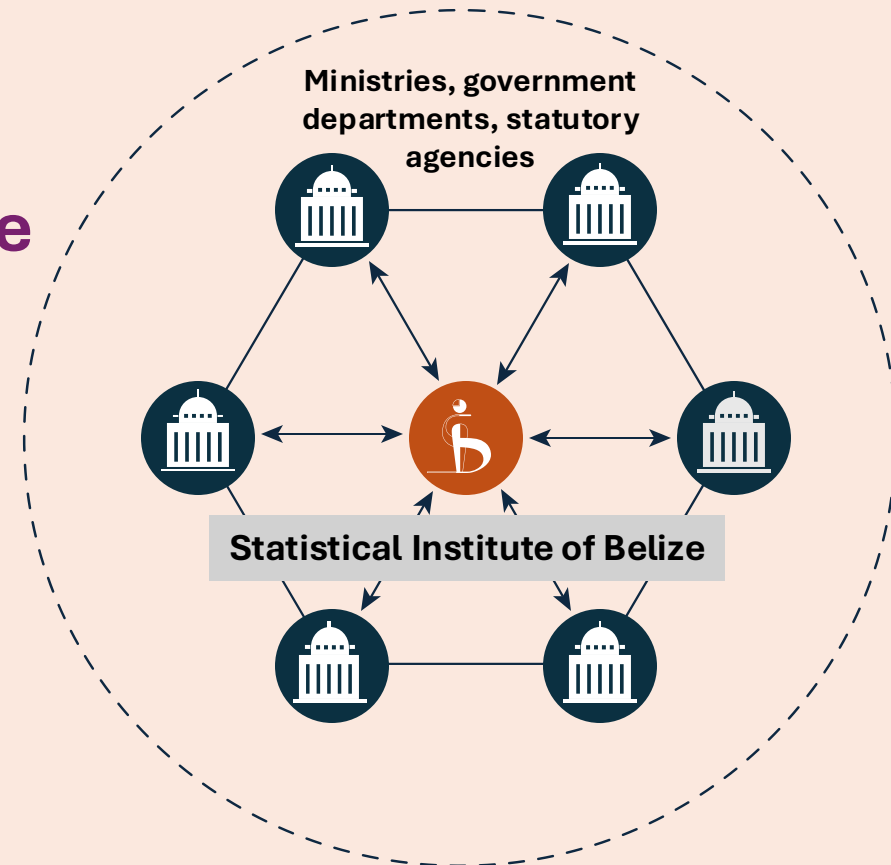 Ministries, government
departments, statutory
agencies
e
Statistical Institute of Belize